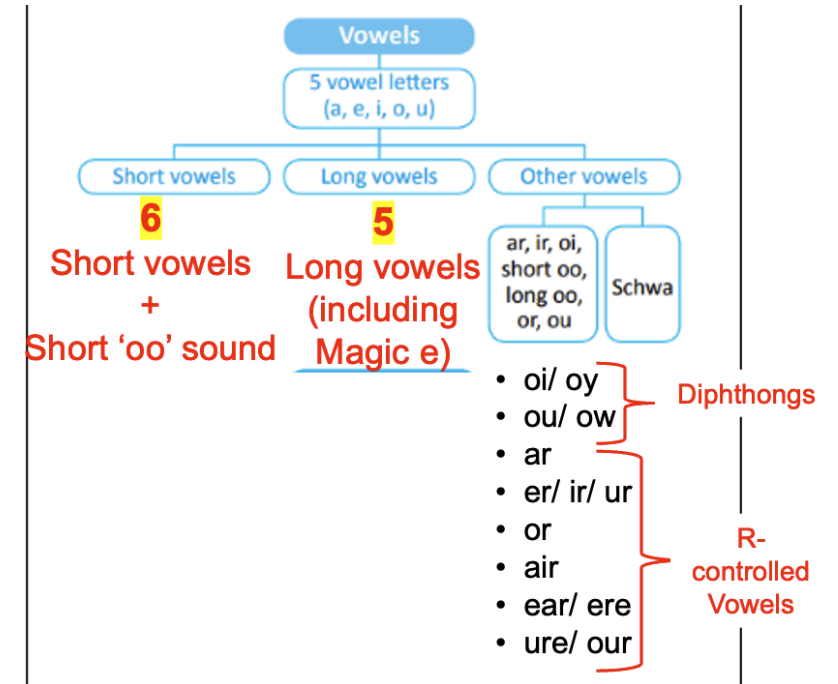 Vowels
5 vowel letters
(a, e, i, o, u)
Short vowels
Long vowels
Other vowels
6
Short vowels
+
Short ‘oo’ sound
5
Long vowels
(including
Magic e)
ar, ir, oi,
short oo,
long oo,
or, ou
Schwa
• oi/ oy
• ou/ ow
Diphthongs
• ar
• er/ ir/ ur
• or
• air
• ear/ ere
• ure/ our
R-
controlled
Vowels